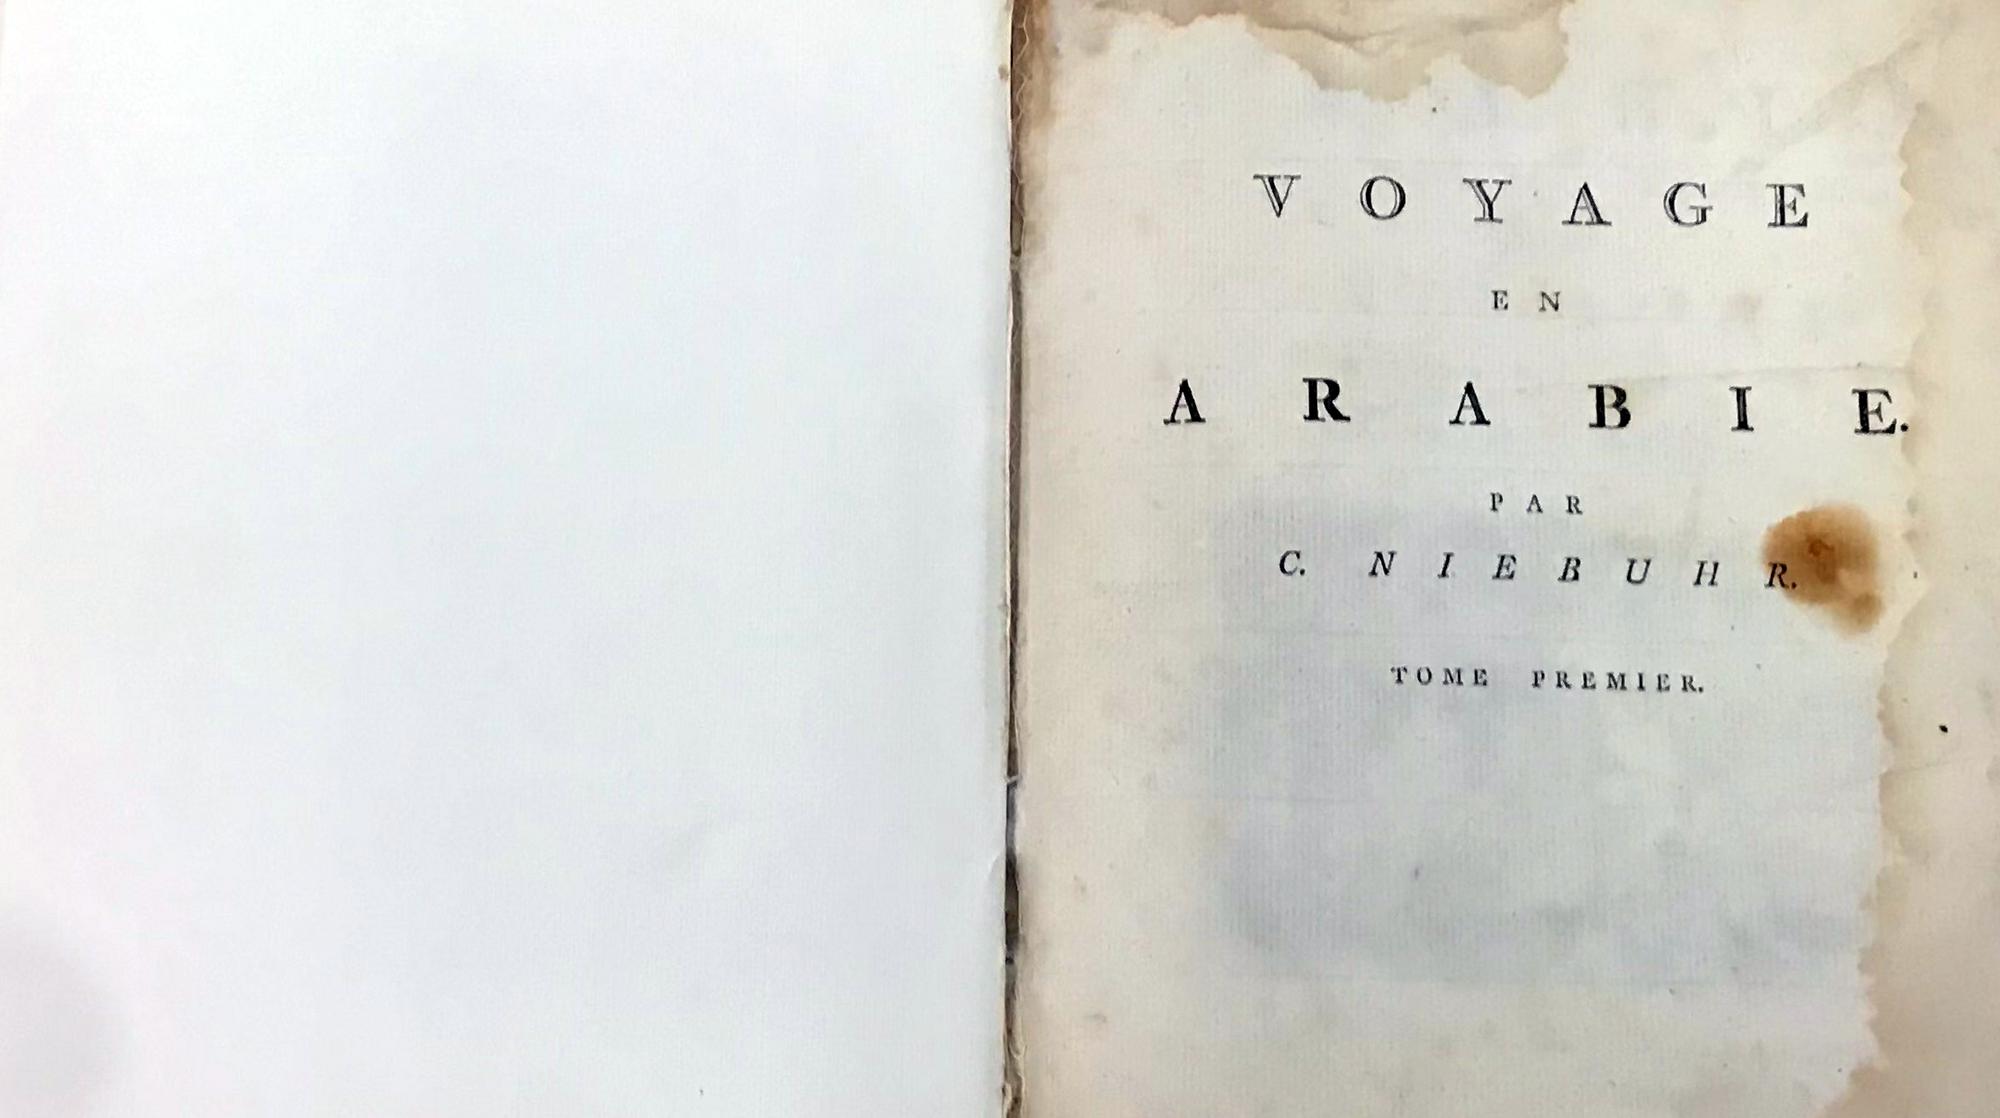 VOYAGE
EN
ARABIE.
PAR
C. NIEBUHR.
TOME PREMIER.